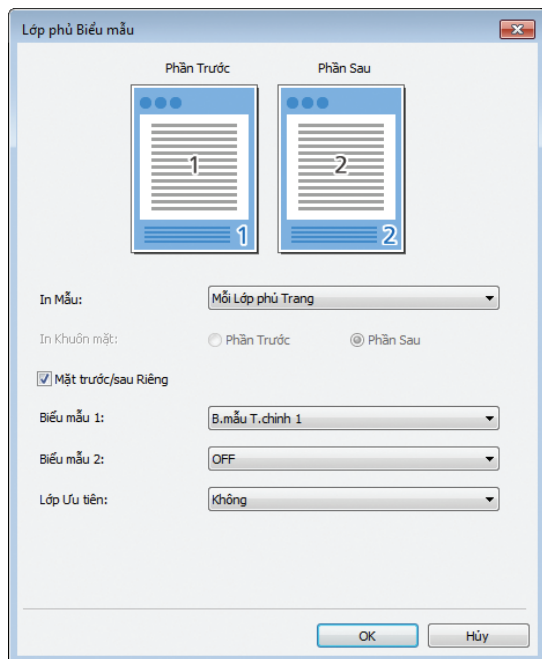 Lớp phủ Biểu mẫu
Phần Trước Phần Sau
1 2
1 2
In Mẫu: Mỗi Lớp phủ Trang
In Khuôn mặt: Phần Trước Phần Sau
Mặt trước/sau Riêng
Biểu mẫu 1: B.mẫu T.chinh 1
Biểu mẫu 2: OFF
Lớp Ưu tiên: Không
OK Hủy